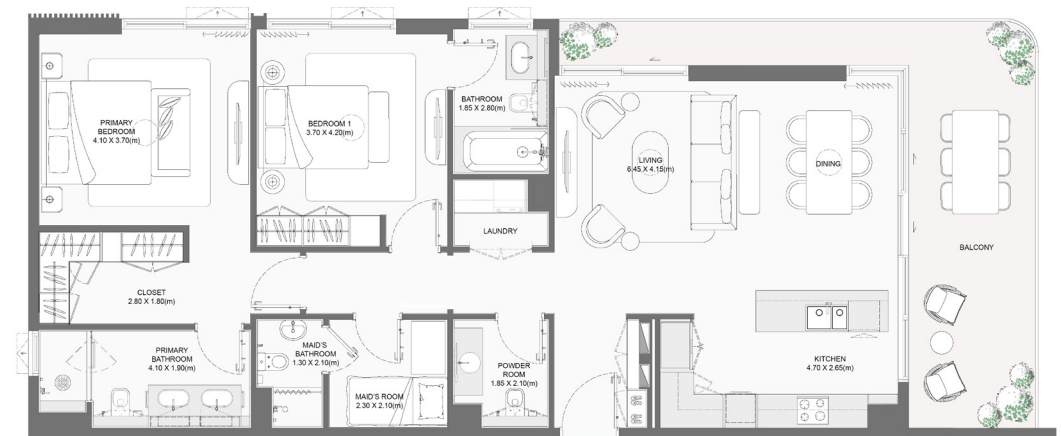 PRIMARY
BEDROOM
4.10 X 3.70(m)
BEDROOM 1
3.70 X 4.20(m)
BATHROOM
1.85 X 2.80(m)
LIVING
6.45 X 4.15(m)
DINING
BALCONY
LAUNDRY
CLOSET
2.80 X 1.80(m)
PRIMARY
BATHROOM
4.10 X 1.90(m)
MAID'S
BATHROOM
1.30 X 2.10(m)
MAID'S ROOM
2.30 X 2.10(m)
POWDER
ROOM
1.85 X 2.10(m)
KITCHEN
4.70 X 2.65(m)